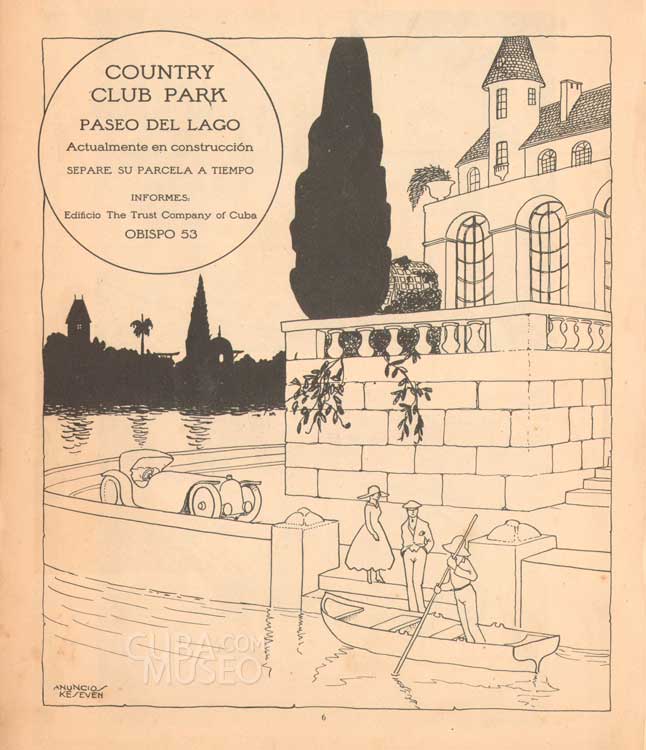 COUNTRY
CLUB PARK
PASEO DEL LAGO
Actualmente en construcción
SEPARE SU PARCELA A TIEMPO
INFORMES:
Edificio The Trust Company of Cuba
OBISPO 53
CUBA.COM
MUSEO
ANUNCIOS
KESEVEN
6